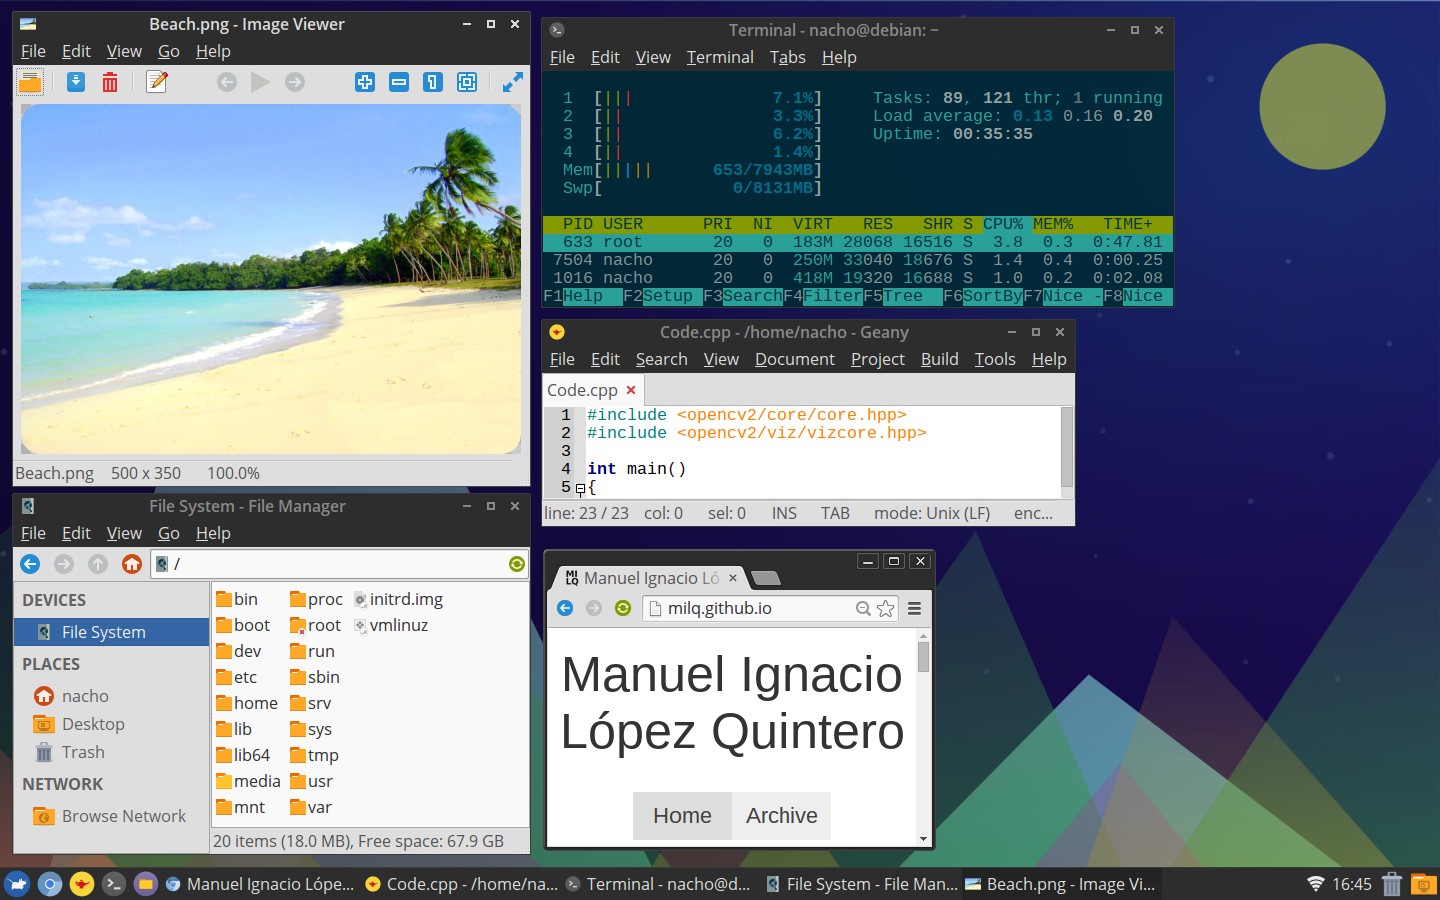 Beach.png - Image Viewer
File Edit View Go Help
Beach.png 500 x 350 100.0%
Terminal - nacho@debian: ~
File Edit View Terminal Tabs Help
1 [||| 7.1%] Tasks: 89, 121 thr; 1 running
2 [|| 3.3%] Load average: 0.13 0.16 0.20
3 [|| 6.2%] Uptime: 00:35:35
4 [|| 1.4%]
Mem[||||| 653/7943MB]
Swp[ 0/8131MB]
PID USER PRI NI VIRT RES SHR S CPU% MEM% TIME+
633 root 20 0 183M 28068 16516 S 3.8 0.3 0:47.81
7504 nacho 20 0 250M 33040 18676 S 1.4 0.4 0:00.25
1016 nacho 20 0 418M 19320 16688 S 1.0 0.2 0:02.08
F1Help F2Setup F3SearchF4FilterF5Tree F6SortByF7Nice -F8Nice
Code.cpp - /home/nacho - Geany
File Edit Search View Document Project Build Tools Help
Code.cpp
1 #include <opencv2/core/core.hpp>
2 #include <opencv2/viz/vizcore.hpp>
3
4 int main()
5 {
line: 23 / 23 col: 0 sel: 0 INS TAB mode: Unix (LF) enc...
File System - File Manager
File Edit View Go Help
/
DEVICES
File System
PLACES
nacho
Desktop
Trash
NETWORK
Browse Network
bin proc initrd.img
boot root vmlinuz
dev run
etc sbin
home srv
lib sys
lib64 tmp
media usr
mnt var
20 items (18.0 MB), Free space: 67.9 GB
MILQ Manuel Ignacio Ló
milq.github.io
Manuel Ignacio
López Quintero
Home Archive
Manuel Ignacio Lópe... Code.cpp - /home/na... Terminal - nacho@d... File System - File Man... Beach.png - Image Vi... 16:45